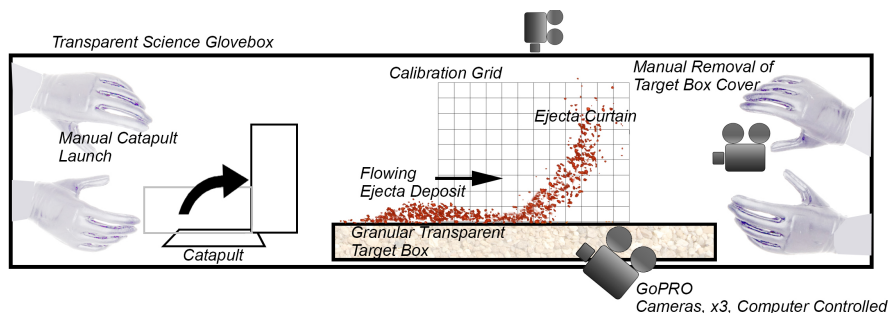 Transparent Science Glovebox
Calibration Grid
Manual Removal of
Target Box Cover
Ejecta Curtain
Manual Catapult
Launch
Flowing
Ejecta Deposit
Catapult
Granular Transparent
Target Box
GoPRO
Cameras, x3, Computer Controlled